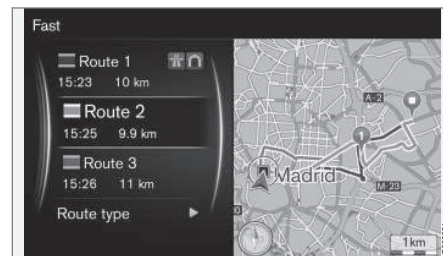 Fast
Route 1
15:23 10 km
Route 2
15:25 9.9 km
Route 3
15:26 11 km
Route type
A-2
1
Madrid
M-23
1km